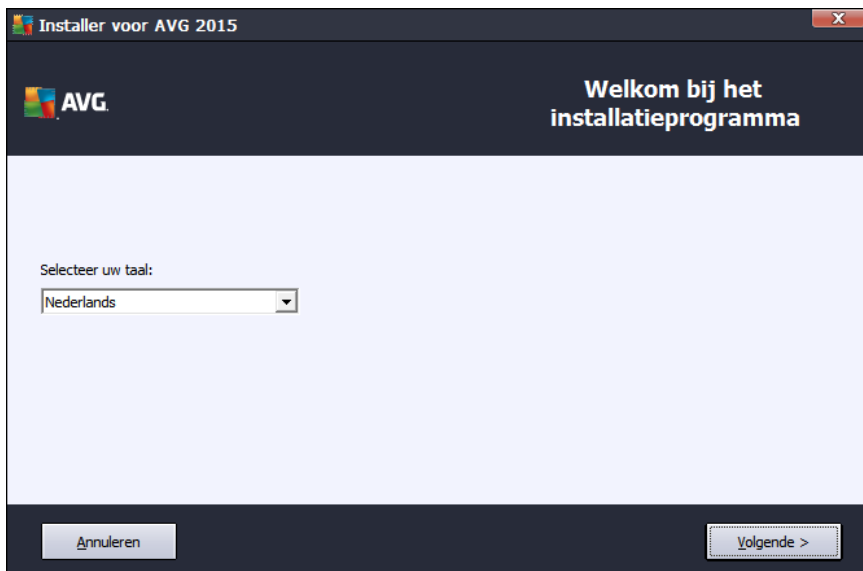 Installer voor AVG 2015
X
AVG.
Welkom bij het
installatieprogramma
Selecteer uw taal:
Nederlands
Annuleren
Volgende >